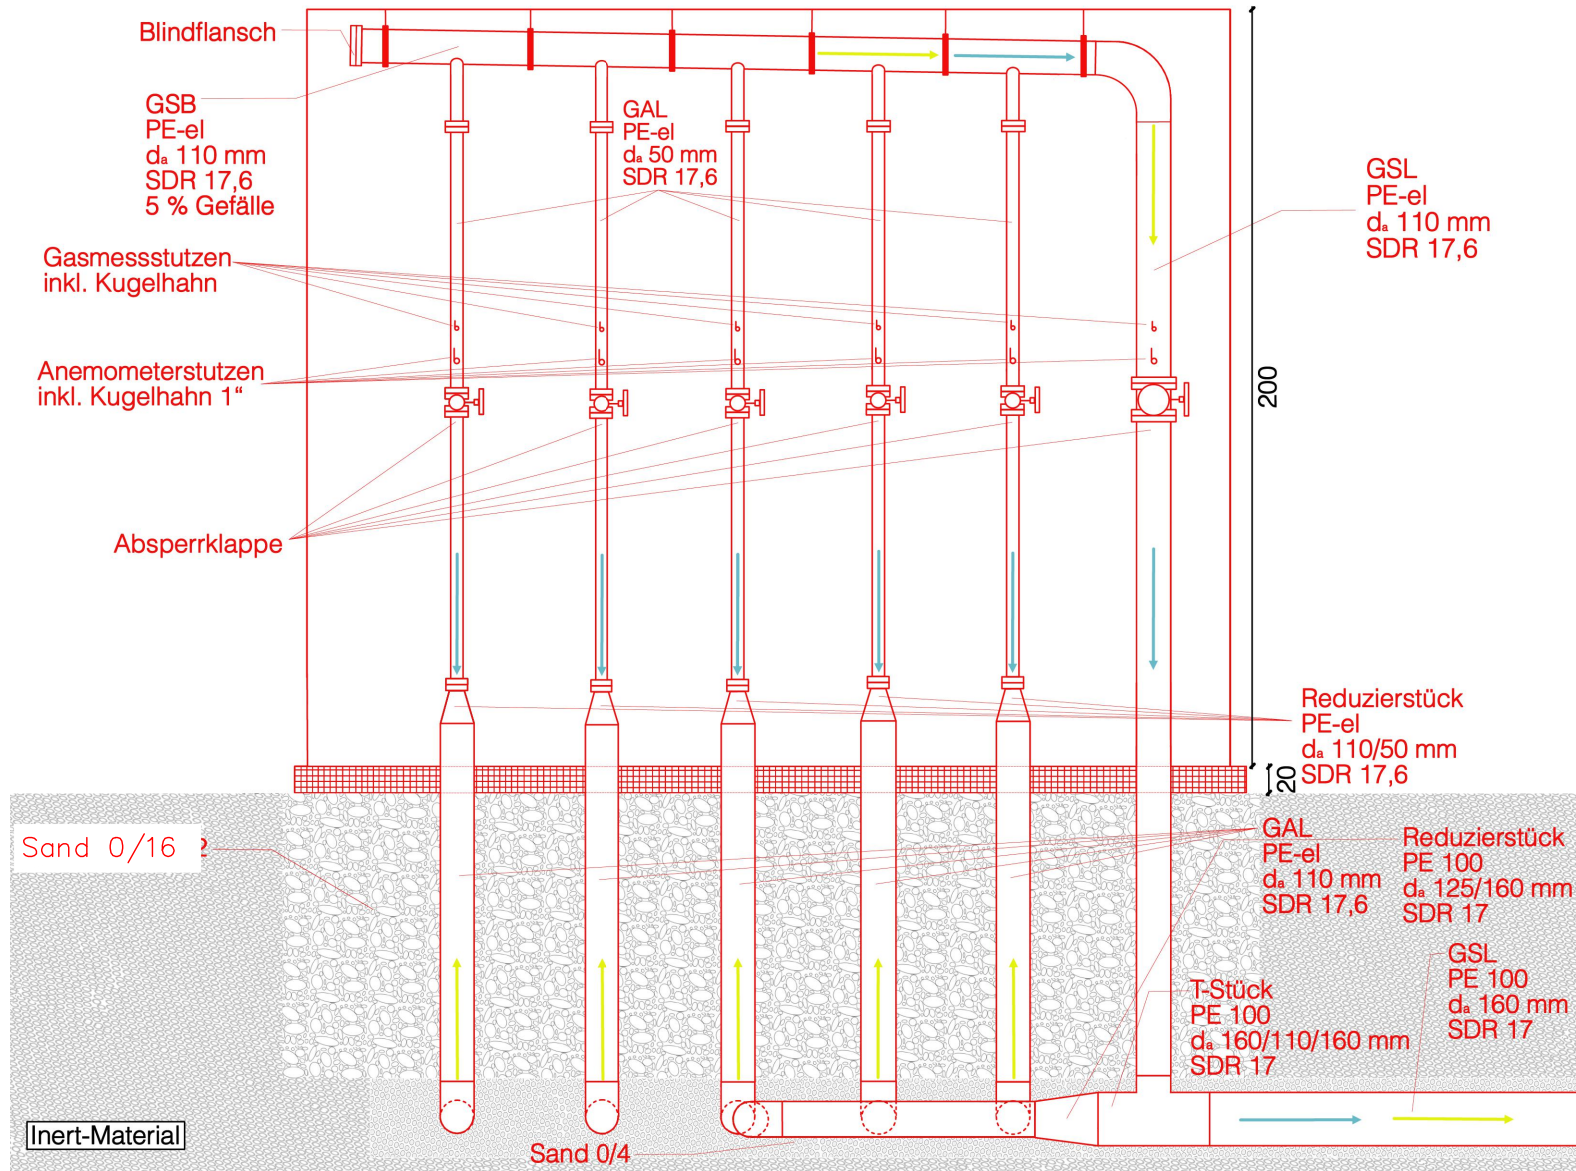 Blindflansch
GSB
PE-el
da 110 mm
SDR 17,6
5 % Gefälle
GAL
PE-el
da 50 mm
SDR 17,6
GSL
PE-el
da 110 mm
SDR 17,6
Gasmessstutzen
inkl. Kugelhahn
Anemometerstutzen
inkl. Kugelhahn 1“
200
Absperrklappe
Reduzierstück
PE-el
da 110/50 mm
SDR 17,6
20
Sand 0/16 2
GAL
PE-el
da 110 mm
SDR 17,6
Reduzierstück
PE 100
da 125/160 mm
SDR 17
GSL
PE 100
da 160 mm
SDR 17
T-Stück
PE 100
da 160/110/160 mm
SDR 17
Inert-Material
Sand 0/4